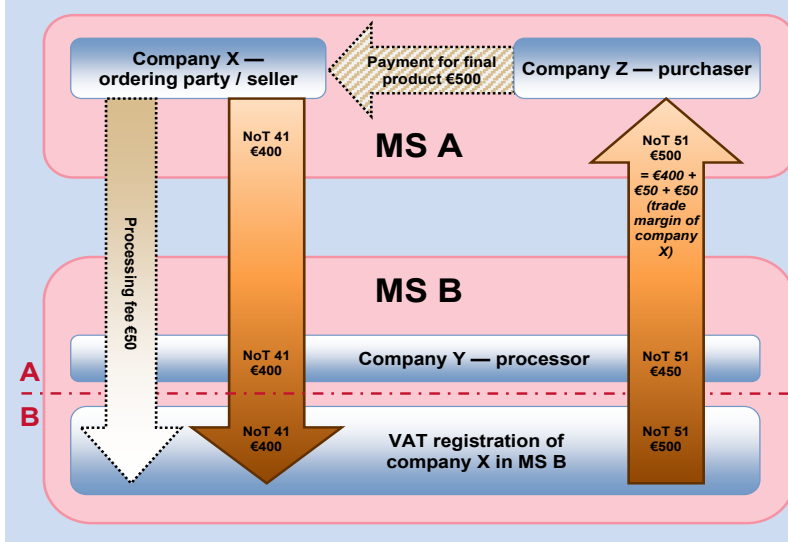 Company X —
ordering party / seller
Payment for final
product €500
Company Z — purchaser
NoT 41
€400
MS A
NoT 51
€500
= €400 +
€50 + €50
(trade
margin of
company
X)
Processing fee €50
MS B
NoT 41
€400
Company Y — processor
NoT 51
€450
A
B
NoT 41
€400
VAT registration of
company X in MS B
NoT 51
€500